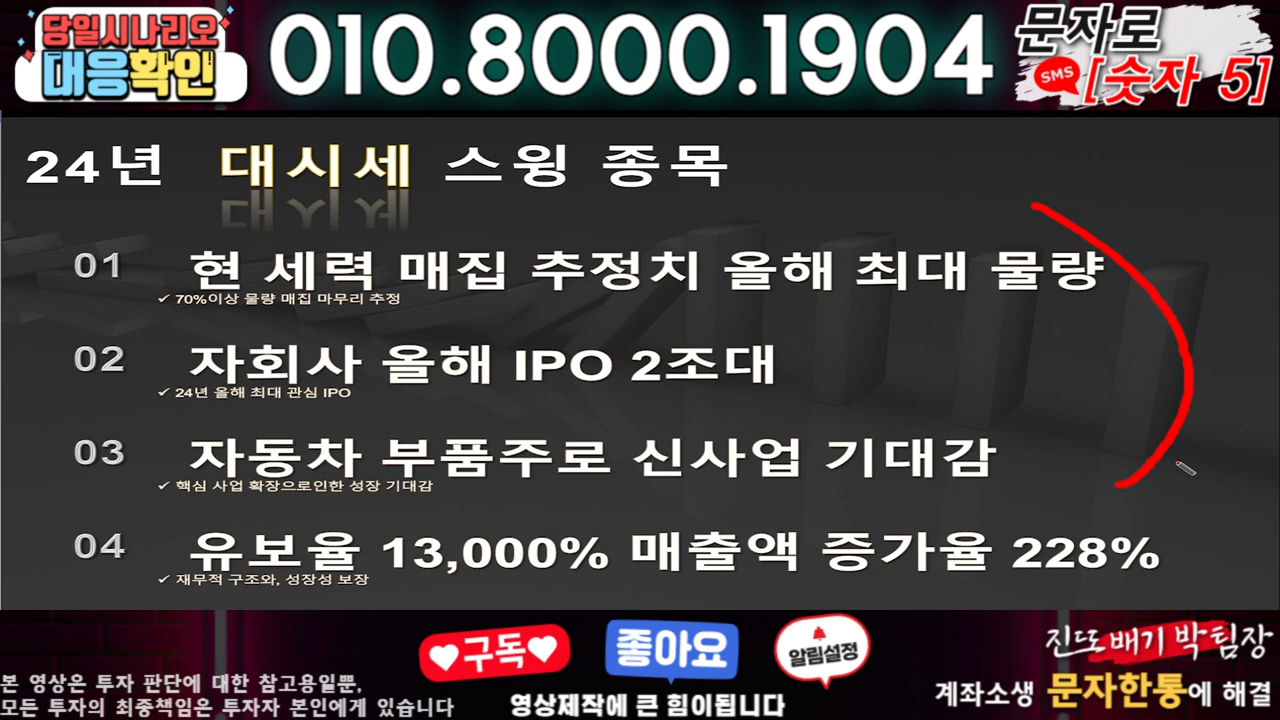 당일시나리오
대응확인
010.8000.1904
문자로
SMS [숫자 5]
24년 대시세 스윙 종목
01 현 세력 매집 추정치 올해 최대 물량
✓ 70%이상 물량 매집 마무리 추정
02 자회사 올해 IPO 2조대
✓ 24년 올해 최대 관심 IPO
03 자동차 부품주로 신사업 기대감
✓ 핵심 사업 확장으로인한 성장 기대감
04 유보율 13,000% 매출액 증가율 228%
✓ 재무적 구조와, 성장성 보장
구독
좋아요
알림설정
영상제작에 큰 힘이됩니다
본 영상은 투자 판단에 대한 참고용일뿐,
모든 투자의 최종책임은 투자자 본인에게 있습니다
진또배기 박팀장
계좌소생 문자한통에 해결